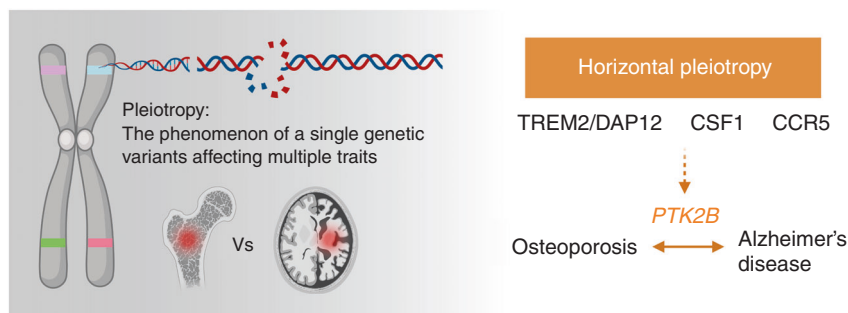 Pleiotropy:
The phenomenon of a single genetic
variants affecting multiple traits
Vs
Horizontal pleiotropy
TREM2/DAP12 CSF1 CCR5
PTK2B
Osteoporosis Alzheimer's
disease